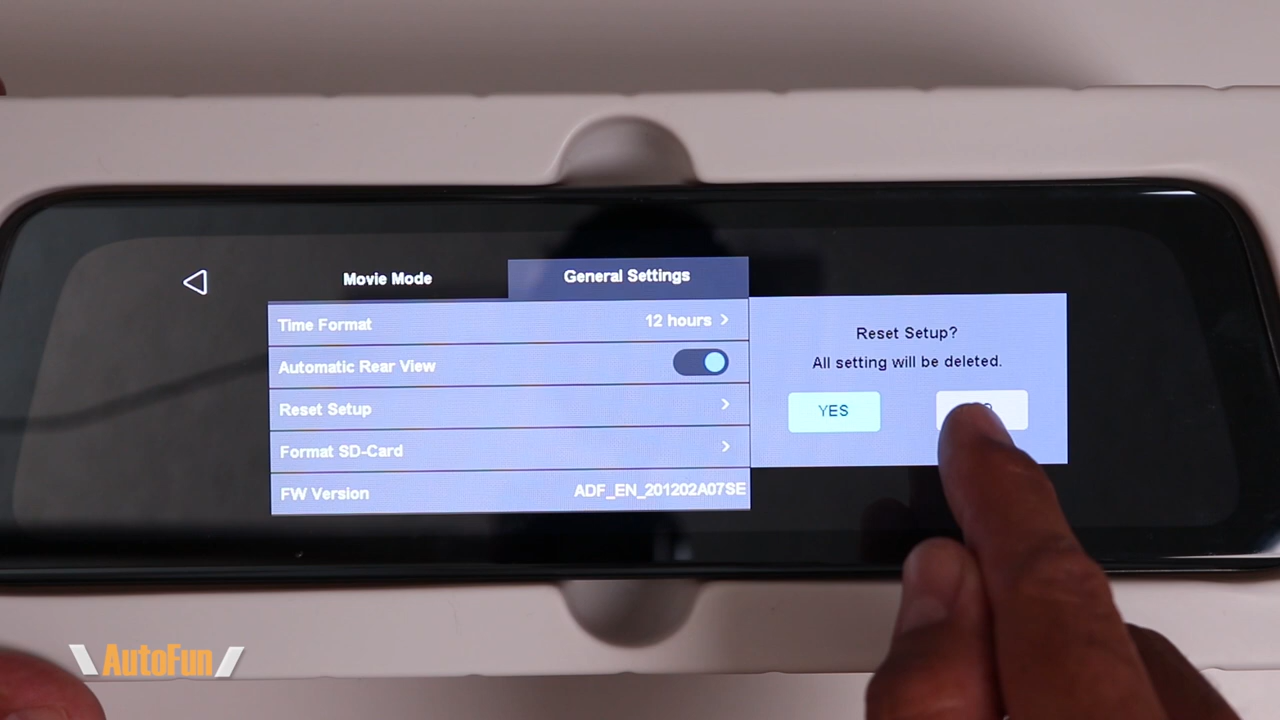 Movie Mode
General Settings
Time Format 12 hours >
Automatic Rear View
Reset Setup >
Format SD-Card >
FW Version ADF_EN_201202A07SE
Reset Setup?
All setting will be deleted.
YES
AutoFun